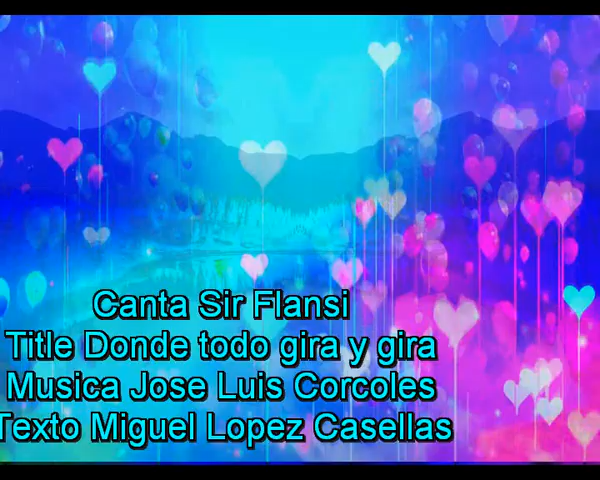 Canta Sir Flansi
Title Donde todo gira y gira
Musica Jose Luis Corcoles
Texto Miguel Lopez Casellas